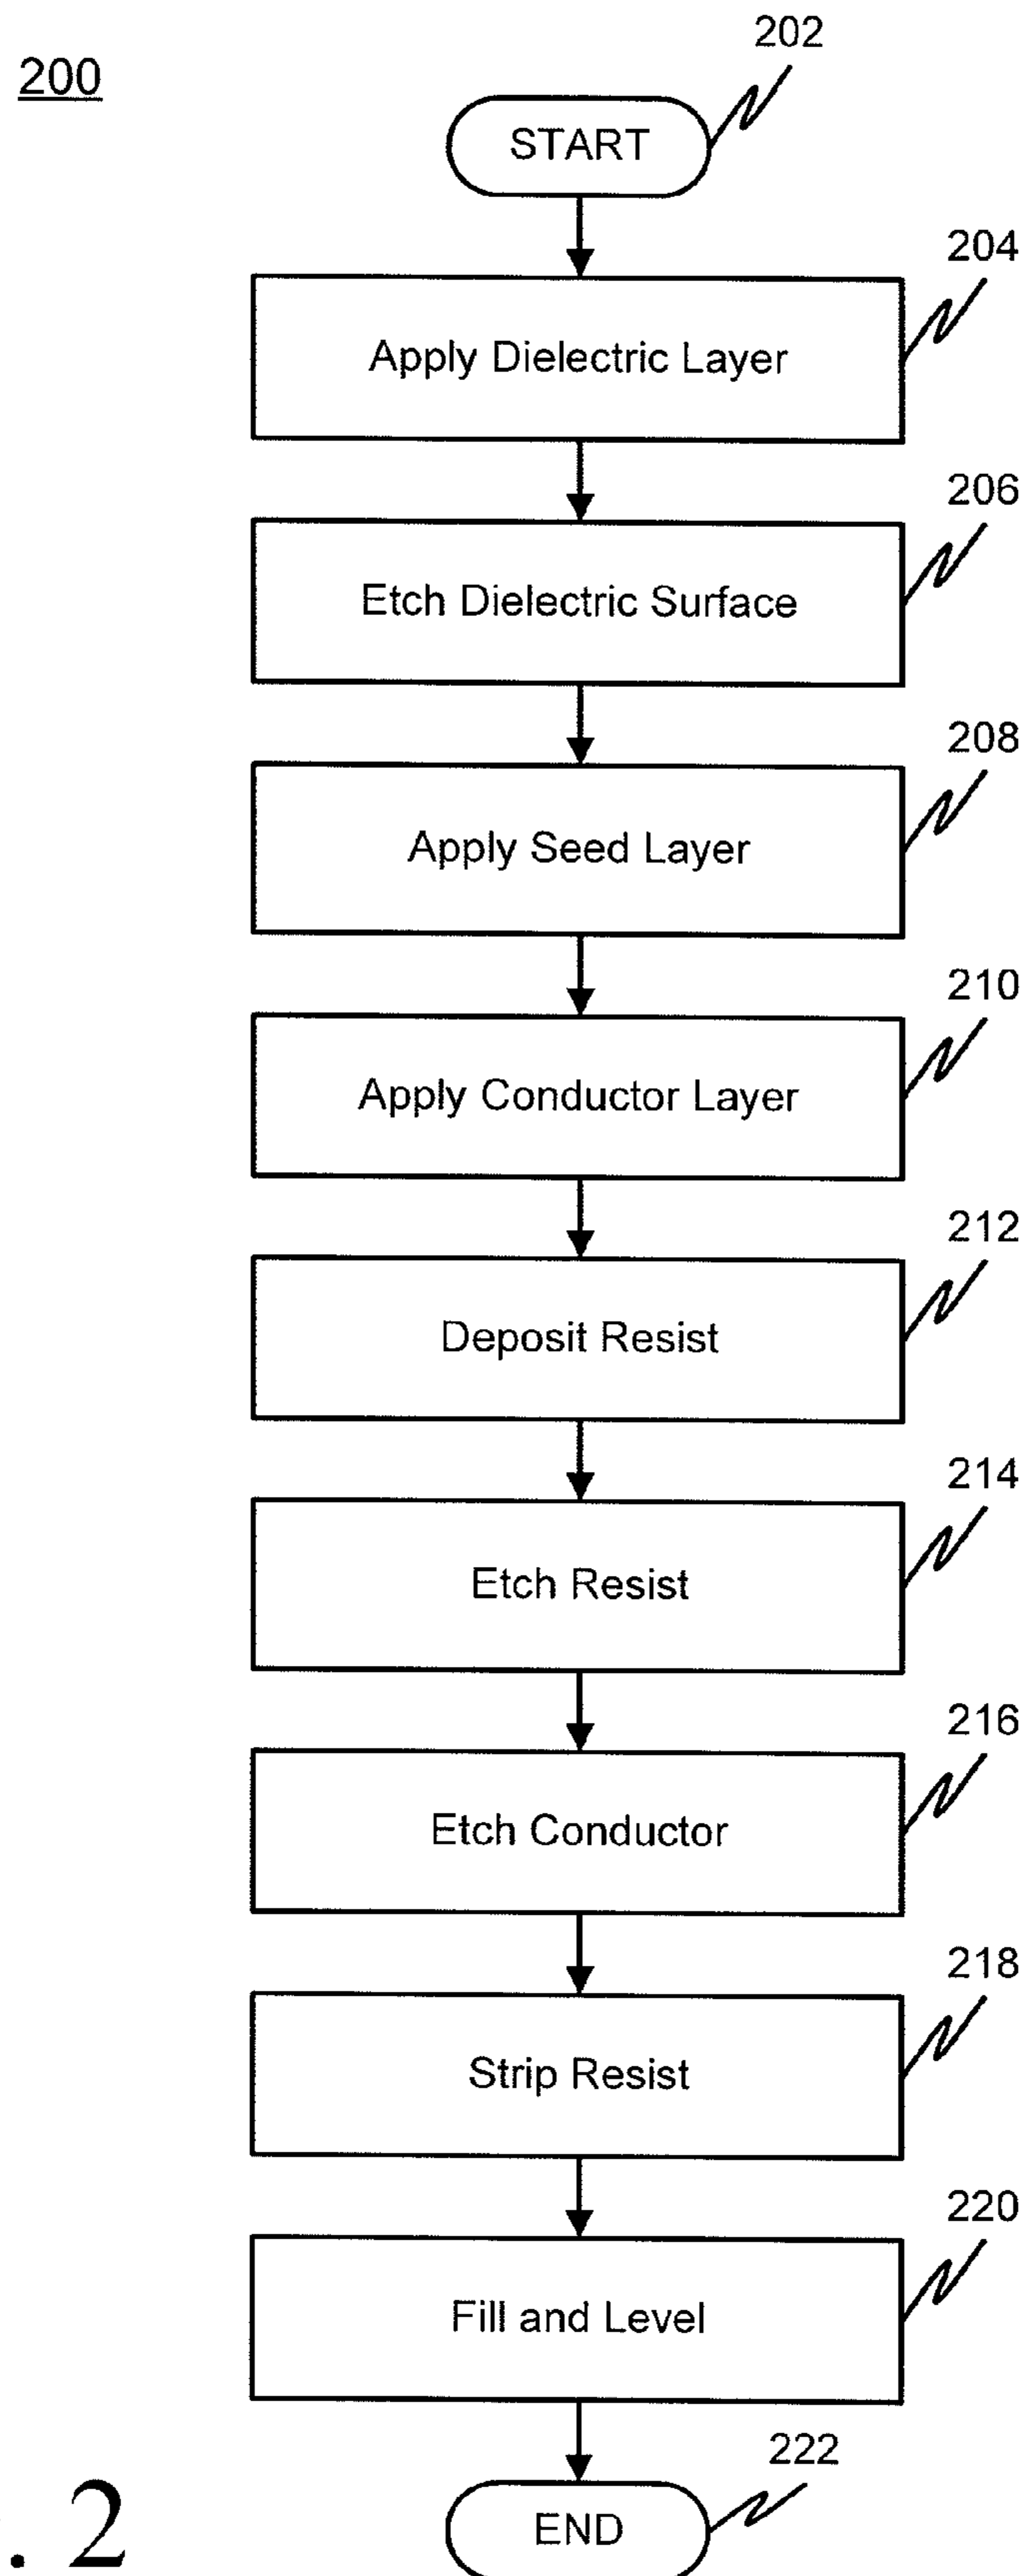 202
200
START
204
Apply Dielectric Layer
206
Etch Dielectric Surface
208
Apply Seed Layer
210
Apply Conductor Layer
212
Deposit Resist
214
Etch Resist
216
Etch Conductor
218
Strip Resist
220
Fill and Level
222
END
. 2